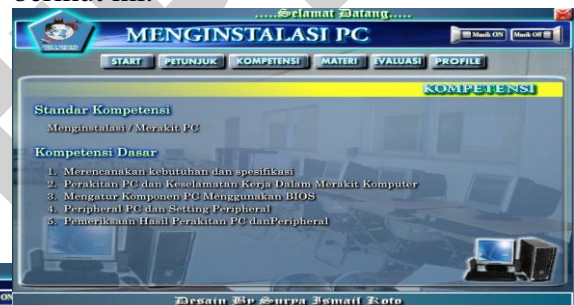 berikut ini.
.....Selamat Datang.....
MENGINSTALASI PC
Musik ON Musik Off
START PETUNJUK KOMPETENSI MATERI EVALUASI PROFILE
KOMPETENSI
Standar Kompetensi
Menginstalasi / Merakit PC
Kompetensi Dasar
1. Merencanakan kebutuhan dan spesifikasi
2. Perakitan PC dan Keselamatan Kerja Dalam Merakit Komputer
3. Mengatur Komponen PC Menggunakan BIOS
4. Peripheral PC dan Setting Peripheral
5. Pemeriksaan Hasil Perakitan PC danPeripheral
ON
Desain By Surya Ismail Koto